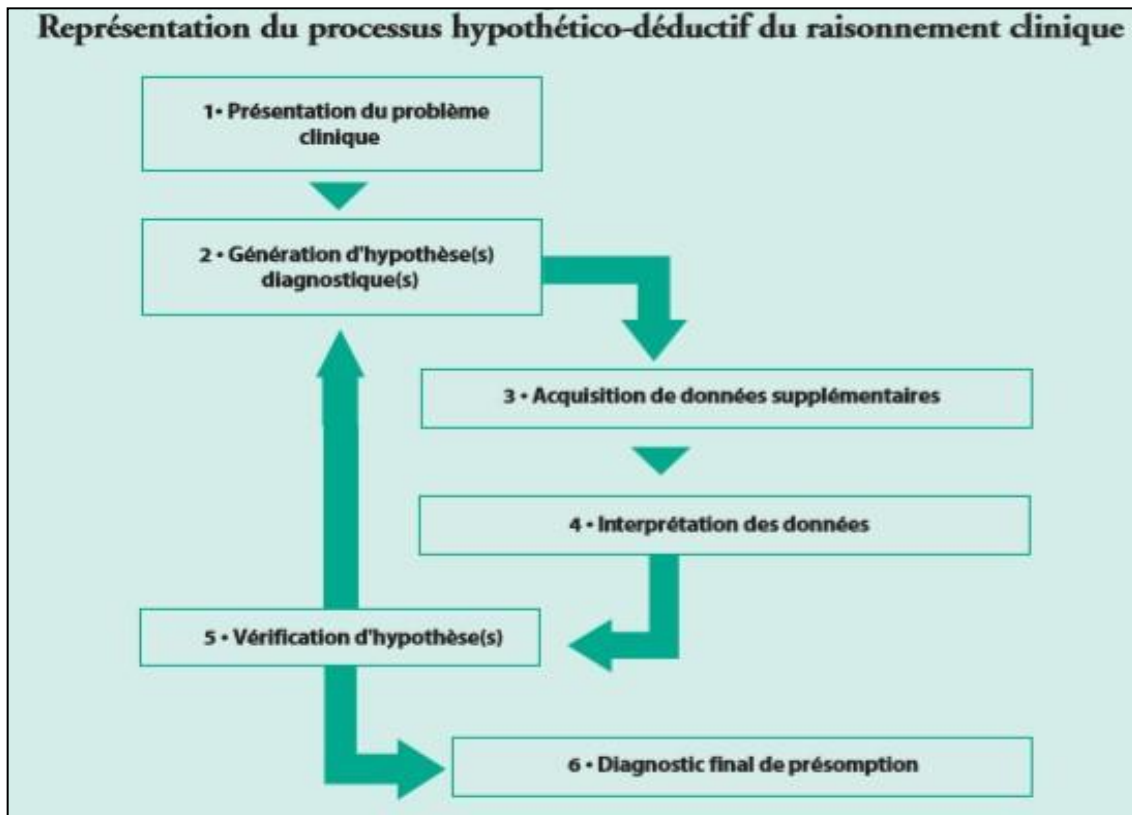 Représentation du processus hypothético-déductif du raisonnement clinique
1 • Présentation du problème
clinique
2 • Génération d'hypothèse(s)
diagnostique(s)
3 • Acquisition de données supplémentaires
4 • Interprétation des données
5 • Vérification d'hypothèse(s)
6 • Diagnostic final de présomption